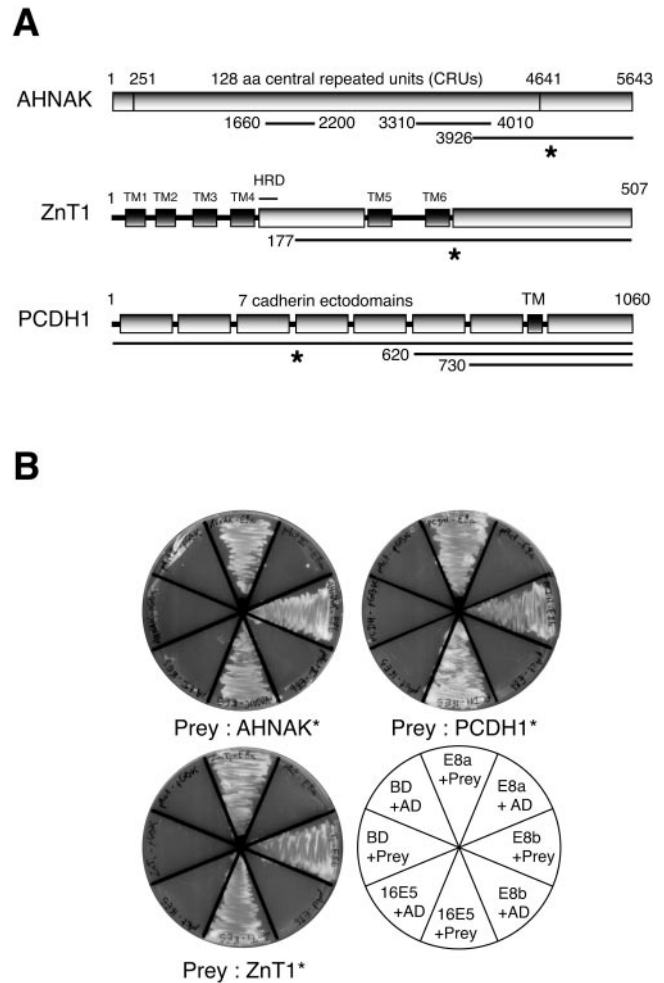 A
1 251 128 aa central repeated units (CRUs) 4641 5643
AHNAK
1660 2200 3310 4010
3926
*
1 HRD 507
TM1 TM2 TM3 TM4 TM5 TM6
ZnT1
177
*
1 7 cadherin ectodomains TM 1060
PCDH1
* 620
730
B
Prey : AHNAK* Prey : PCDH1*
E8a
+Prey
E8a
+ AD
E8b
+Prey
E8b
+AD
16E5
+Prey
16E5
+AD
BD
+Prey
BD
+AD
Prey : ZnT1*